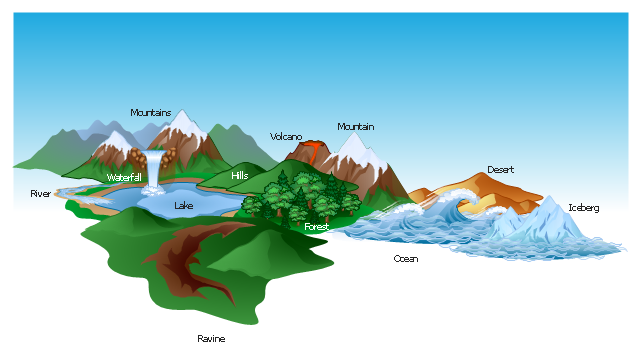 Mountains
Volcano
Mountain
Waterfall
Hills
Desert
River
Lake
Iceberg
Forest
Ocean
Ravine